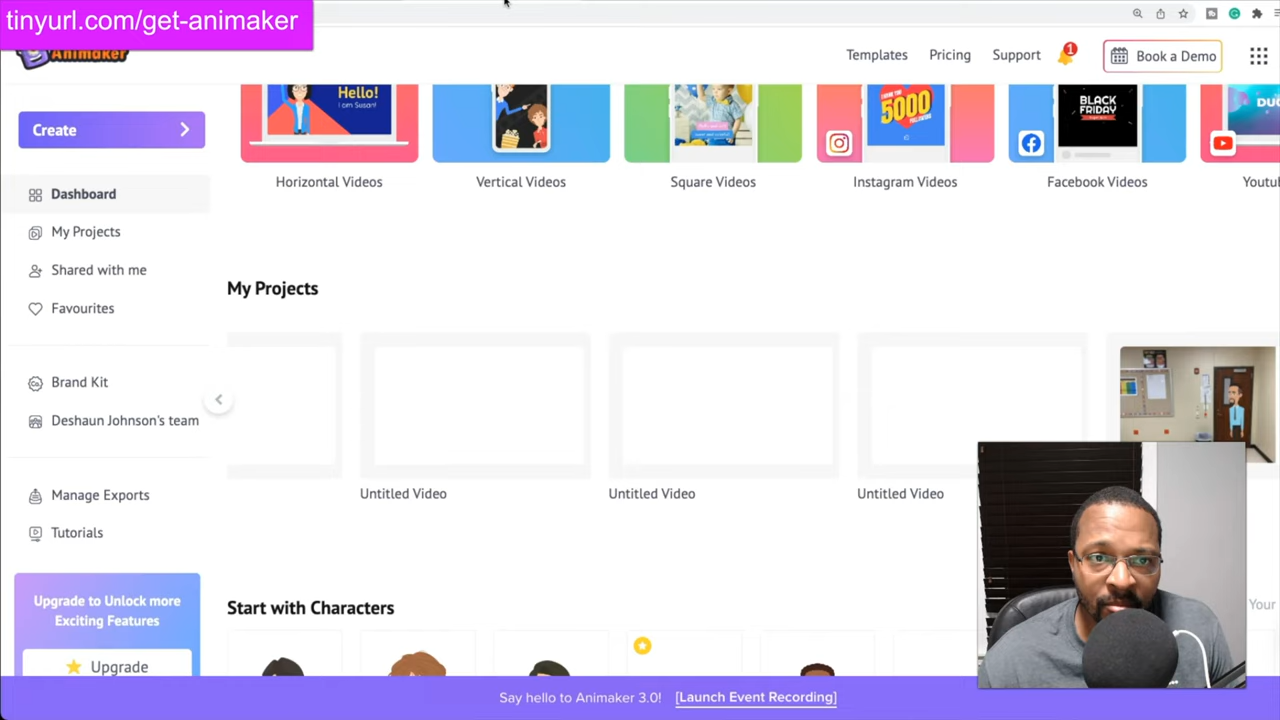 tinyurl.com/get-animaker
Animaker
Templates
Pricing
Support
1
Book a Demo
Create
Hello!
I am Susan!
5000
BLACK
FRIDAY
Horizontal Videos
Vertical Videos
Square Videos
Instagram Videos
Facebook Videos
Youtu
Dashboard
My Projects
Shared with me
Favourites
Brand Kit
Deshaun Johnson's team
Manage Exports
Tutorials
Upgrade to Unlock more
Exciting Features
Upgrade
My Projects
Untitled Video
Untitled Video
Untitled Video
Start with Characters
Your
Say hello to Animaker 3.0! [Launch Event Recording]